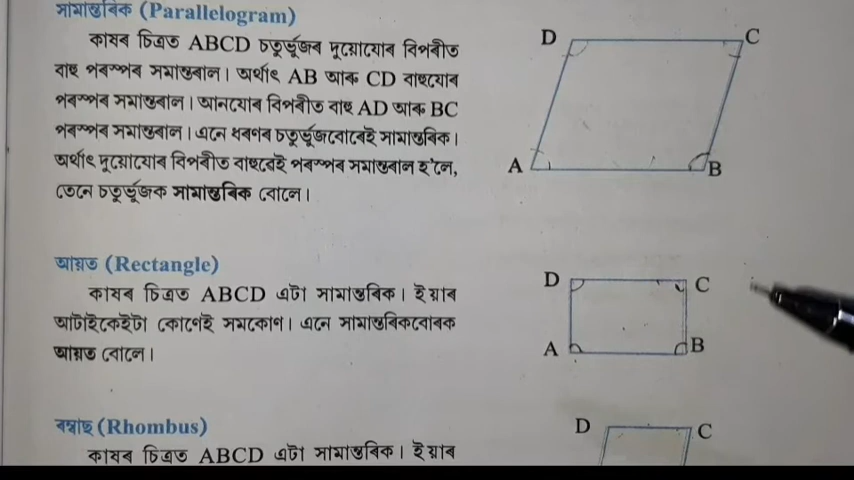 সামান্তৰিক (Parallelogram)
কাষৰ চিত্ৰত ABCD চতুৰ্ভূজৰ দুয়োযোৰ বিপৰীত
বাহু পৰস্পৰ সমান্তৰাল। অৰ্থাৎ AB আৰু CD বাহুযোৰ
পৰস্পৰ সমান্তৰাল। আনযোৰ বিপৰীত বাহু AD আৰু BC
পৰস্পৰ সমান্তৰাল। এনে ধৰণৰ চতুৰ্ভূজবোৰেই সামান্তৰিক।
অৰ্থাৎ দুয়োযোৰ বিপৰীত বাহুৱেই পৰস্পৰ সমান্তৰাল হ'লে,
তেনে চতুৰ্ভূজক সামান্তৰিক বোলে।
D
C
A
B
আয়ত (Rectangle)
কাষৰ চিত্ৰত ABCD এটা সামান্তৰিক। ইয়াৰ
আটাইকেইটা কোণেই সমকোণ। এনে সামান্তৰিকবোৰক
আয়ত বোলে।
D
C
A
B
ৰম্বাছ (Rhombus)
কাষৰ চিত্ৰত ABCD এটা সামান্তৰিক। ইয়াৰ
D
C